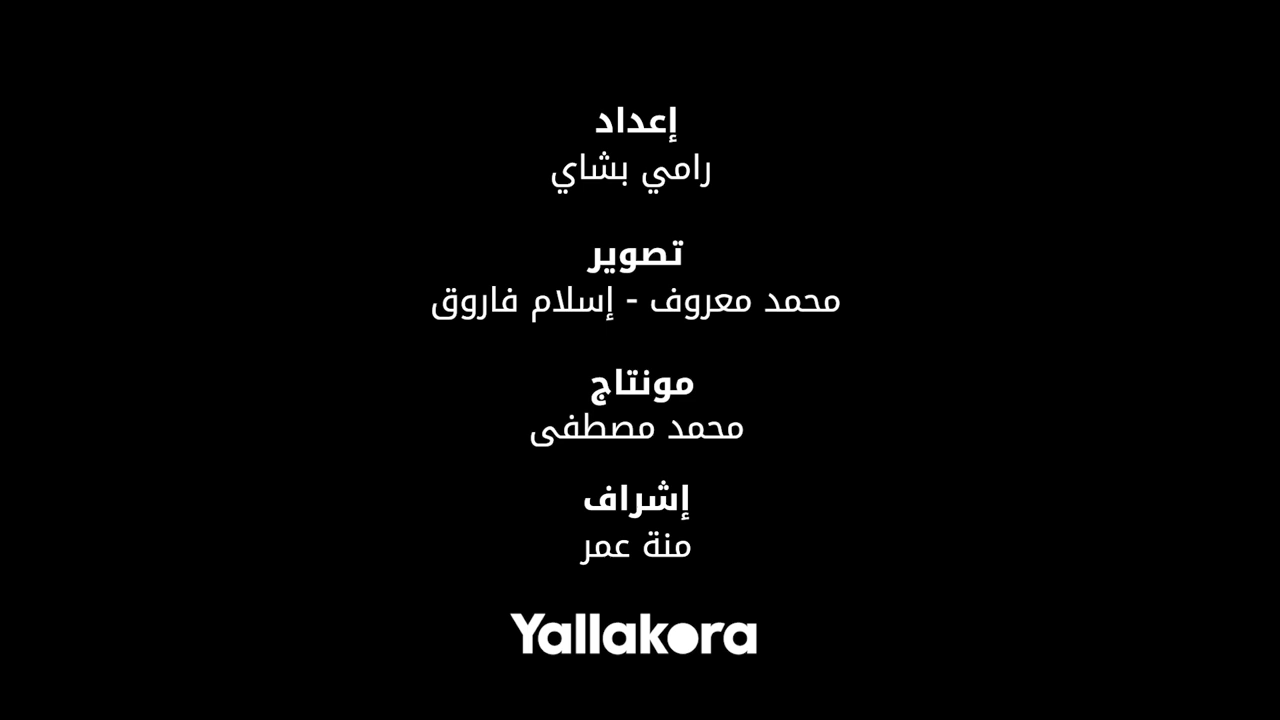 إعداد
رامي بشاي
تصوير
محمد معروف - إسلام فاروق
مونتاج
محمد مصطفى
إشراف
منة عمر
Yallakora